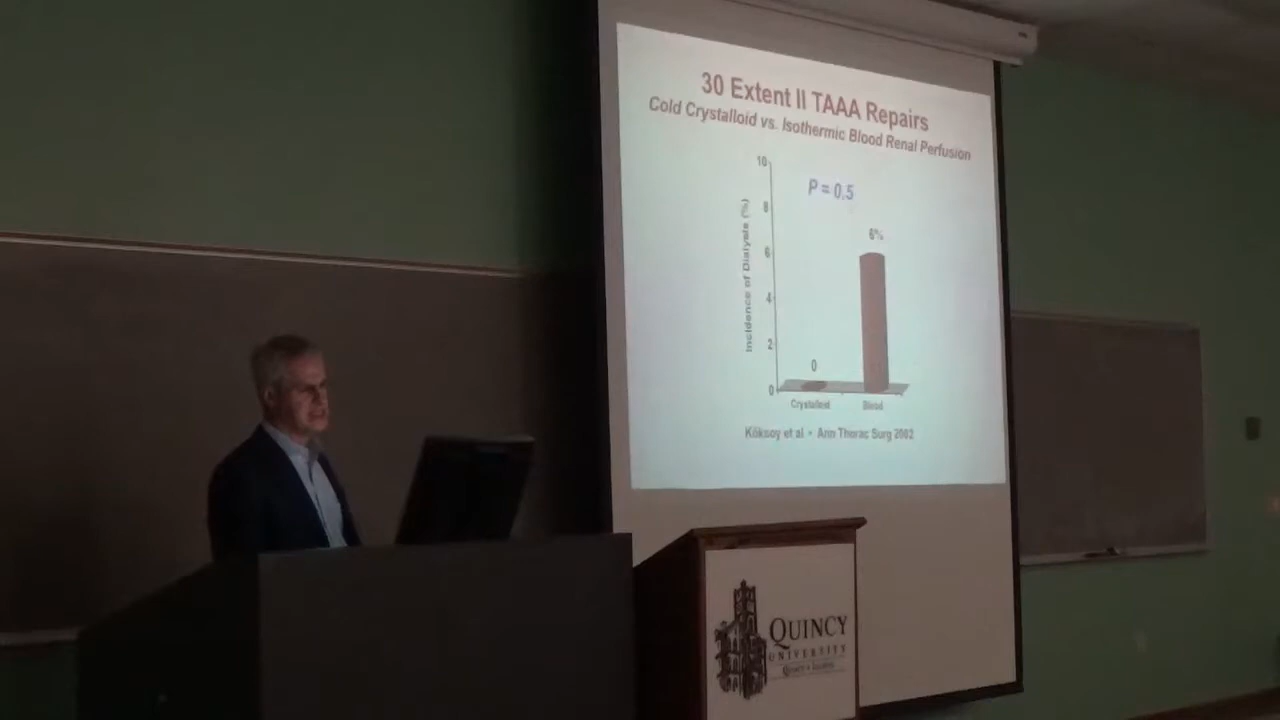 30 Extent II TAAA Repairs
Cold Crystalloid vs. Isothermic Blood Renal Perfusion
10
P = 0.5
8
6%
6
Incidence of Dialysis (%)
4
2
0
0
Crystalloid
Blood
Köksoy et al • Ann Thorac Surg 2002
QUINCY
UNIVERSITY